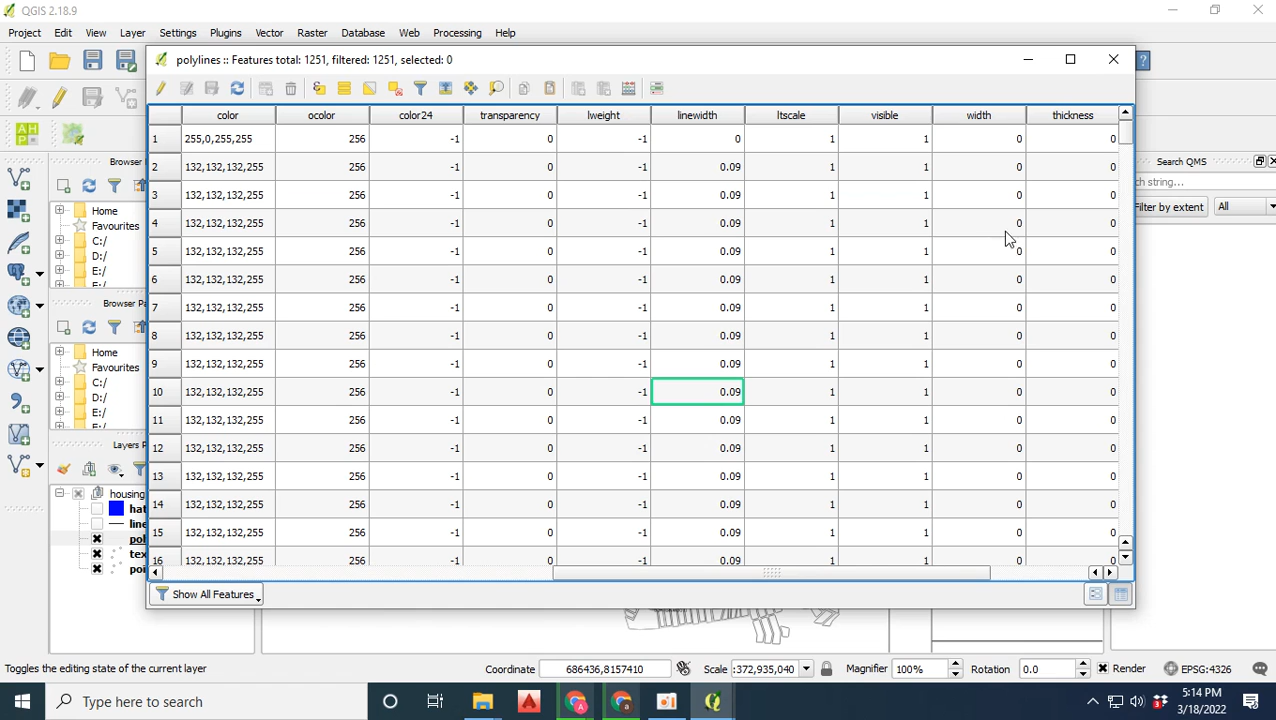 QGIS 2.18.9
Project Edit View Layer Settings Plugins Vector Raster Database Web Processing Help
polylines :: Features total: 1251, filtered: 1251, selected: 0
color ocolor color24 transparency lweight linewidth ltscale visible width thickness
1 255,0,255,255 256 -1 0 -1 0 1 1 0 0
2 132,132,132,255 256 -1 0 -1 0.09 1 1 0 0
3 132,132,132,255 256 -1 0 -1 0.09 1 1 0 0
4 132,132,132,255 256 -1 0 -1 0.09 1 1 0 0
5 132,132,132,255 256 -1 0 -1 0.09 1 1 0 0
6 132,132,132,255 256 -1 0 -1 0.09 1 1 0 0
7 132,132,132,255 256 -1 0 -1 0.09 1 1 0 0
8 132,132,132,255 256 -1 0 -1 0.09 1 1 0 0
9 132,132,132,255 256 -1 0 -1 0.09 1 1 0 0
10 132,132,132,255 256 -1 0 -1 0.09 1 1 0 0
11 132,132,132,255 256 -1 0 -1 0.09 1 1 0 0
12 132,132,132,255 256 -1 0 -1 0.09 1 1 0 0
13 132,132,132,255 256 -1 0 -1 0.09 1 1 0 0
14 132,132,132,255 256 -1 0 -1 0.09 1 1 0 0
15 132,132,132,255 256 -1 0 -1 0.09 1 1 0 0
16 132,132,132,255 256 -1 0 -1 0.09 1 1 0 0
Show All Features
AHP
Browser
Home
Favourites
C:/
D:/
E:/
F:/
Browser Pa
Home
Favourites
C:/
D:/
E:/
F:/
Layers P
housing
hat
line
pol
tex
poi
Search QMS
ch string...
Filter by extent All
Toggles the editing state of the current layer Coordinate 686436,8157410 Scale :372,935,040 Magnifier 100% Rotation 0.0 Render EPSG:4326
Type here to search
5:14 PM
3/18/2022